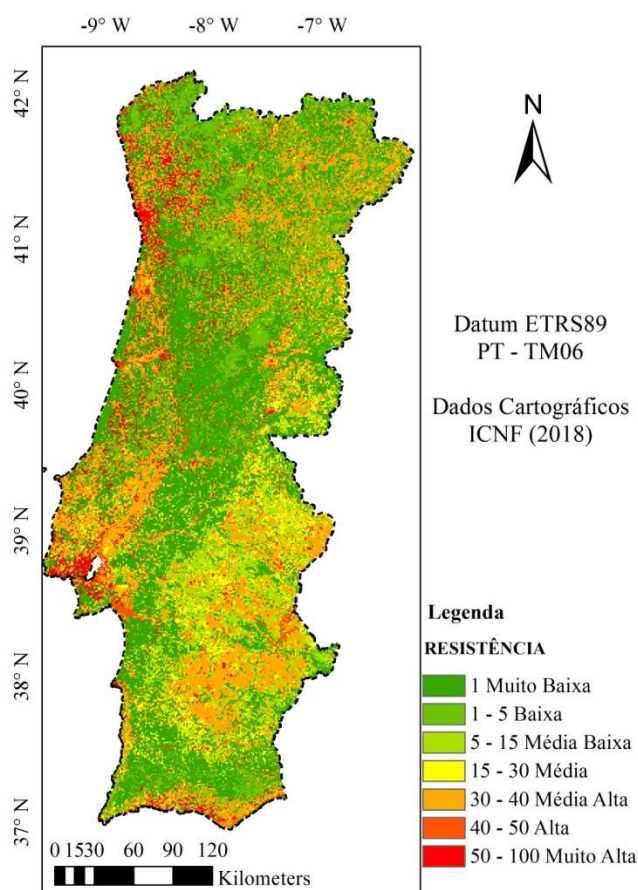 -9° W -8° W -7° W
42° N
41° N
40° N
39° N
38° N
37° N
N
Datum ETRS89
PT - TM06
Dados Cartográficos
ICNF (2018)
Legenda
RESISTÊNCIA
1 Muito Baixa
1 - 5 Baixa
5 - 15 Média Baixa
15 - 30 Média
30 - 40 Média Alta
40 - 50 Alta
50 - 100 Muito Alta
0 1530 60 90 120
Kilometers